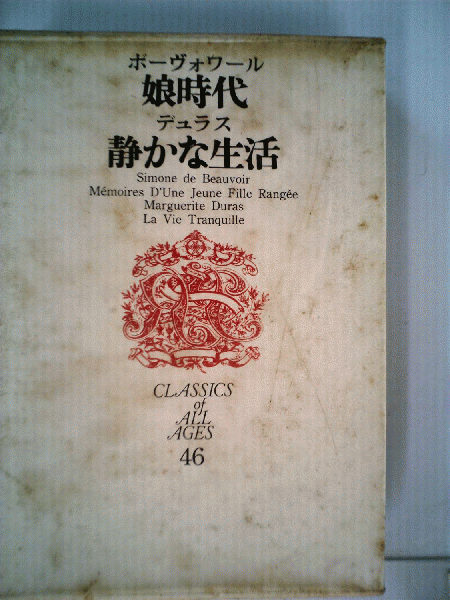 ボーヴォワール
娘時代
デュラス
静かな生活
Simone de Beauvoir
Mémoires D'Une Jeune Fille Rangée
Marguerite Duras
La Vie Tranquille
CLASSICS
of
ALL
AGES
46